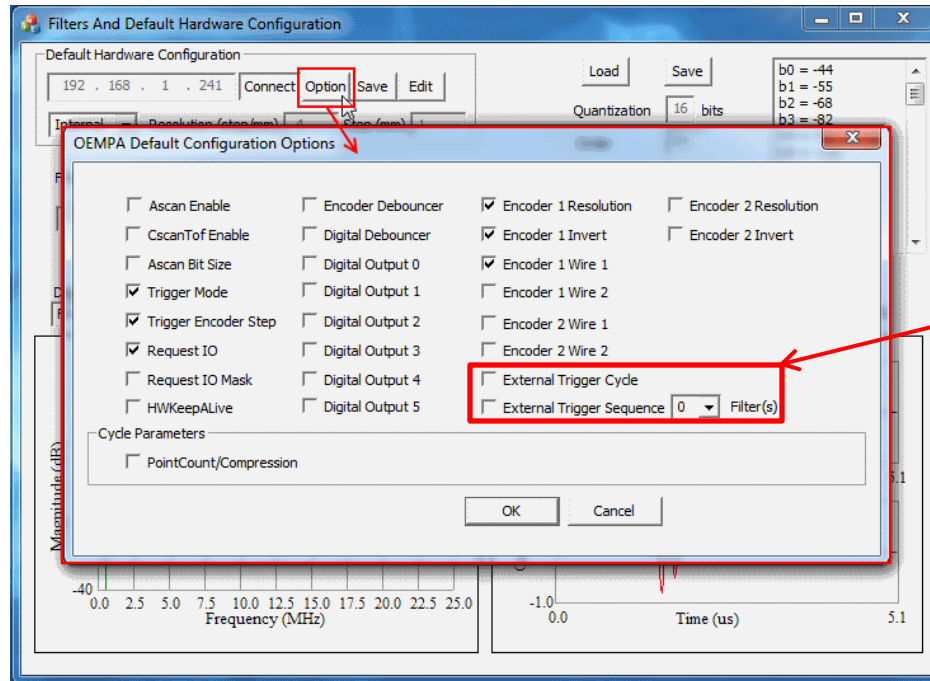 Filters And Default Hardware Configuration
Default Hardware Configuration
192 . 168 . 1 . 241 Connect Option Save Edit
Load Save
Quantization 16 bits
b0 = -44
b1 = -55
b2 = -68
b3 = -82
Internal Resolution (step/mm) Step (mm) 1
OEMPA Default Configuration Options
Ascan Enable Encoder Debouncer Encoder 1 Resolution Encoder 2 Resolution
CscanTof Enable Digital Debouncer Encoder 1 Invert Encoder 2 Invert
Ascan Bit Size Digital Output 0 Encoder 1 Wire 1
Trigger Mode Digital Output 1 Encoder 1 Wire 2
Trigger Encoder Step Digital Output 2 Encoder 2 Wire 1
Request IO Digital Output 3 Encoder 2 Wire 2
Request IO Mask Digital Output 4 External Trigger Cycle
HWKeepALive Digital Output 5 External Trigger Sequence 0 Filter(s)
Cycle Parameters
PointCount/Compression
OK Cancel
Magnitude (dB)
-40
0.0 2.5 5.0 7.5 10.0 12.5 15.0 17.5 20.0 22.5 25.0
Frequency (MHz)
5.1
-1.0
0.0 Time (us) 5.1